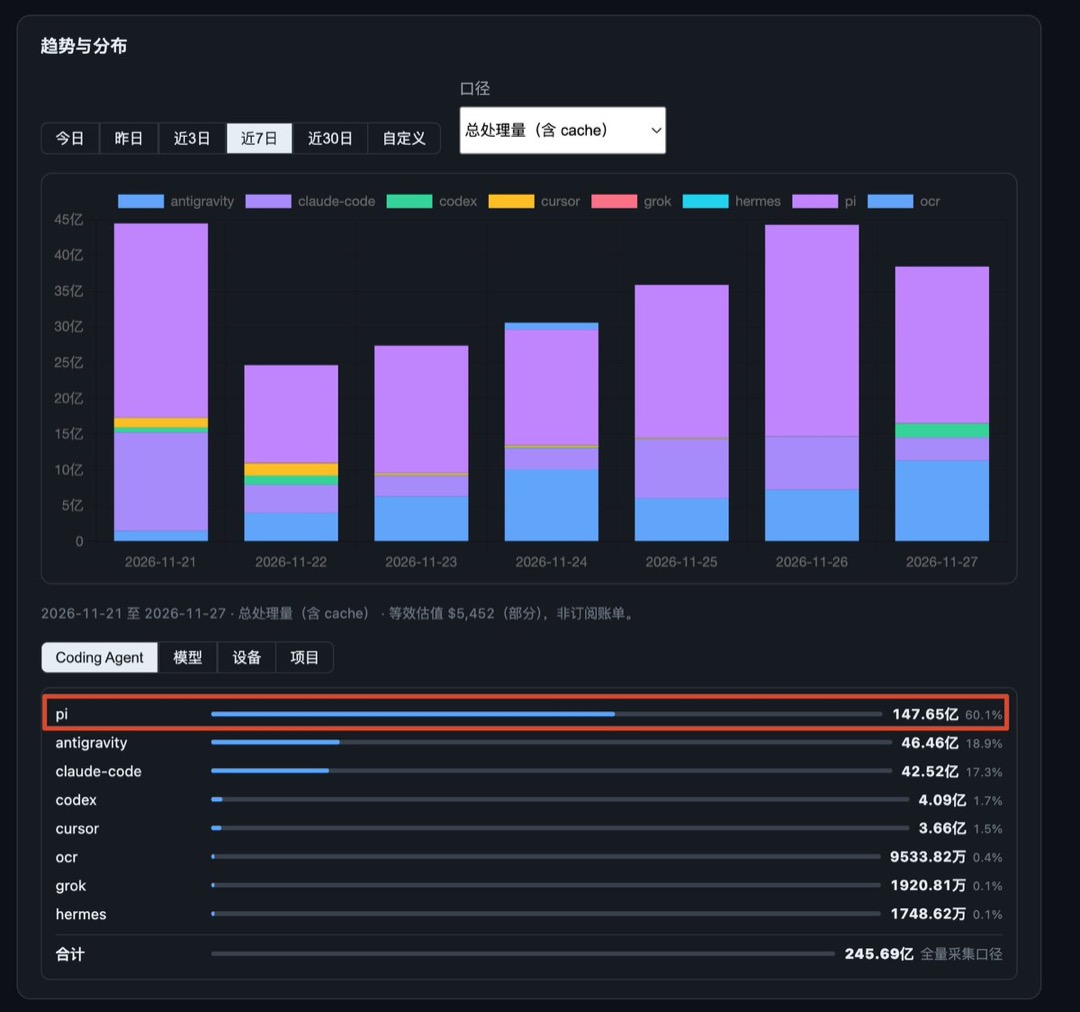 趋势与分布
口径
今日 昨日 近3日 近7日 近30日 自定义 总处理量（含 cache）
antigravity claude-code codex cursor grok hermes pi ocr
45亿
40亿
35亿
30亿
25亿
20亿
15亿
10亿
5亿
0
2026-11-21 2026-11-22 2026-11-23 2026-11-24 2026-11-25 2026-11-26 2026-11-27
2026-11-21 至 2026-11-27 · 总处理量（含 cache） · 等效估值 $5,452（部分），非订阅账单。
Coding Agent 模型 设备 项目
pi 147.65亿 60.1%
antigravity 46.46亿 18.9%
claude-code 42.52亿 17.3%
codex 4.09亿 1.7%
cursor 3.66亿 1.5%
ocr 9533.82万 0.4%
grok 1920.81万 0.1%
hermes 1748.62万 0.1%
合计 245.69亿 全量采集口径